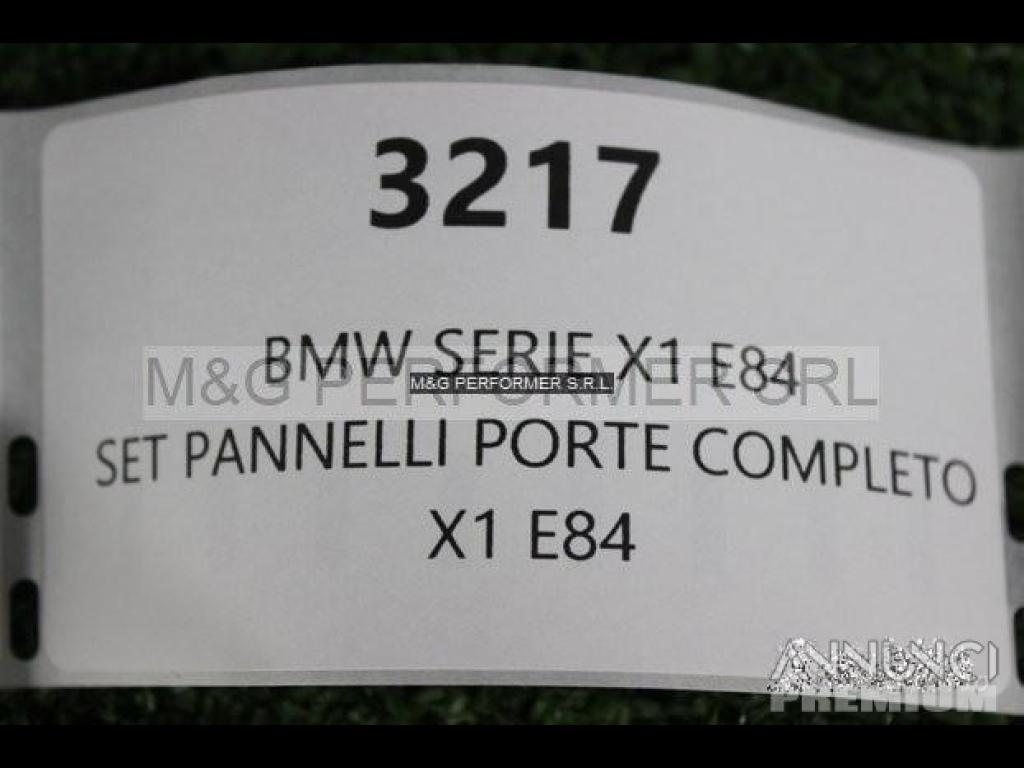 3217
BMW SERIE X1 E84
M&G PERFORMER SRL
M&G PERFORMER S.R.L.
SET PANNELLI PORTE COMPLETO
X1 E84
ANNUNCI
PREMIUM